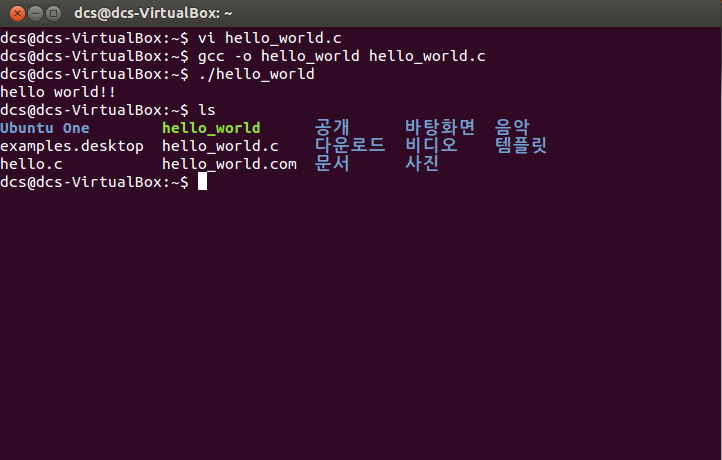 dcs@dcs-VirtualBox: ~
dcs@dcs-VirtualBox:~$ vi hello_world.c
dcs@dcs-VirtualBox:~$ gcc -o hello_world hello_world.c
dcs@dcs-VirtualBox:~$ ./hello_world
hello world!!
dcs@dcs-VirtualBox:~$ ls
Ubuntu One        hello_world      공개      바탕화면  음악
examples.desktop  hello_world.c    다운로드  비디오    템플릿
hello.c           hello_world.com  문서      사진
dcs@dcs-VirtualBox:~$